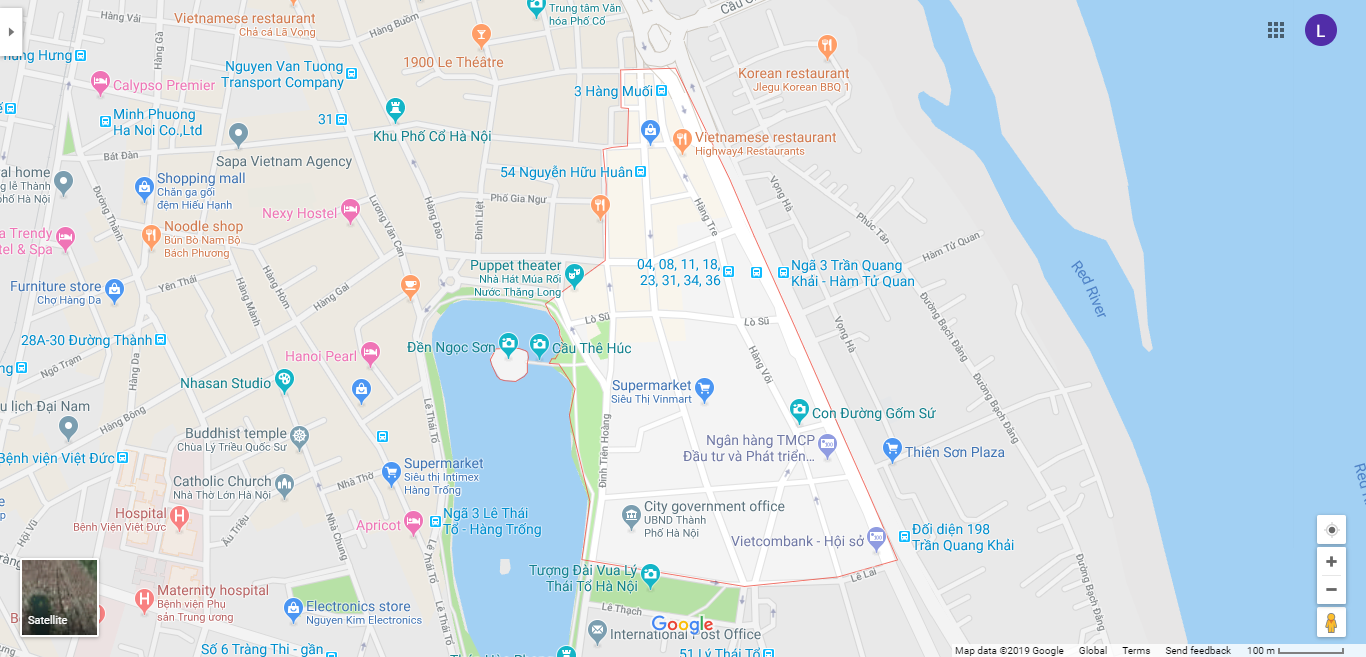 Trung tâm Văn
hóa Phố Cổ
Cầu C
Hàng Vải
Hàng Gà
Vietnamese restaurant
Chả cá Lã Vọng
Hàng Buồm
ùng Hưng
1900 Le Théâtre
Nguyen Van Tuong
Transport Company
Calypso Premier
Korean restaurant
Jlegu Korean BBQ 1
L
3 Hàng Muối
Minh Phuong
Ha Noi Co.,Ltd
31
Khu Phố Cổ Hà Nội
Vietnamese restaurant
Highway4 Restaurants
Bát Đàn
Sapa Vietnam Agency
54 Nguyễn Hữu Huân
al home
g lê Thành
phố Hà Nội
Shopping mall
Chăn ga gối
đệm Hiếu Hạnh
Đường Thành
Phố Gia Ngư
Vọng Hà
Nexy Hostel
Lương Văn Can
Hàng Đào
Đinh Liệt
Hàng Tre
Phúc Tân
Noodle shop
Bún Bò Nam Bộ
Bách Phương
a Trendy
tel & Spa
Hàm Tử Quan
Puppet theater
Nhà Hát Múa Rối
Nước Thăng Long
04, 08, 11, 18,
23, 31, 34, 36
Ngã 3 Trần Quang
Khải - Hàm Tử Quan
Red River
Furniture store
Chợ Hàng Da
Yên Thái
Hàng Hòm
Hàng Gai
Hàng Mành
Lò Sũ
Lò Sũ
Vọng Hà
Đường Bạch Đằng
28A-30 Đường Thành
Ngõ Trạm
Hàng Da
Hanoi Pearl
Đền Ngọc Sơn
Cầu Thê Húc
Hàng Vôi
Nhasan Studio
Supermarket
Siêu Thị Vinmart
Đường Bạch Đằng
u lịch Đại Nam
Hàng Bông
Lê Thái Tổ
Con Đường Gốm Sứ
Buddhist temple
Chùa Lý Triều Quốc Sư
Đinh Tiên Hoàng
Ngân hàng TMCP
Đầu tư và Phát triển...
Thiên Sơn Plaza
Bệnh viện Việt Đức
Supermarket
Siêu thị Intimex
Hàng Trống
Catholic Church
Nhà Thờ Lớn Hà Nội
Nhà Thờ
Hospital
Bệnh Viện Việt Đức
Ấu Triệu
Hội Vũ
City government office
UBND Thành
Phố Hà Nội
Apricot
Ngã 3 Lê Thái
Tổ - Hàng Trống
Nhà Chung
Vietcombank - Hội sở
Đối diện 198
Trần Quang Khải
Lê Thái Tổ
Tượng Đài Vua Lý
Thái Tổ Hà Nội
Lê Lai
Maternity hospital
Bệnh viện Phụ
sản Trung ương
Electronics store
Nguyen Kim Electronics
Lê Thạch
Satellite
Google
International Post Office
Số 6 Tràng Thi - gần
51 Lý Thái Tổ
Map data ©2019 Google
Global
Terms
Send feedback
100 m